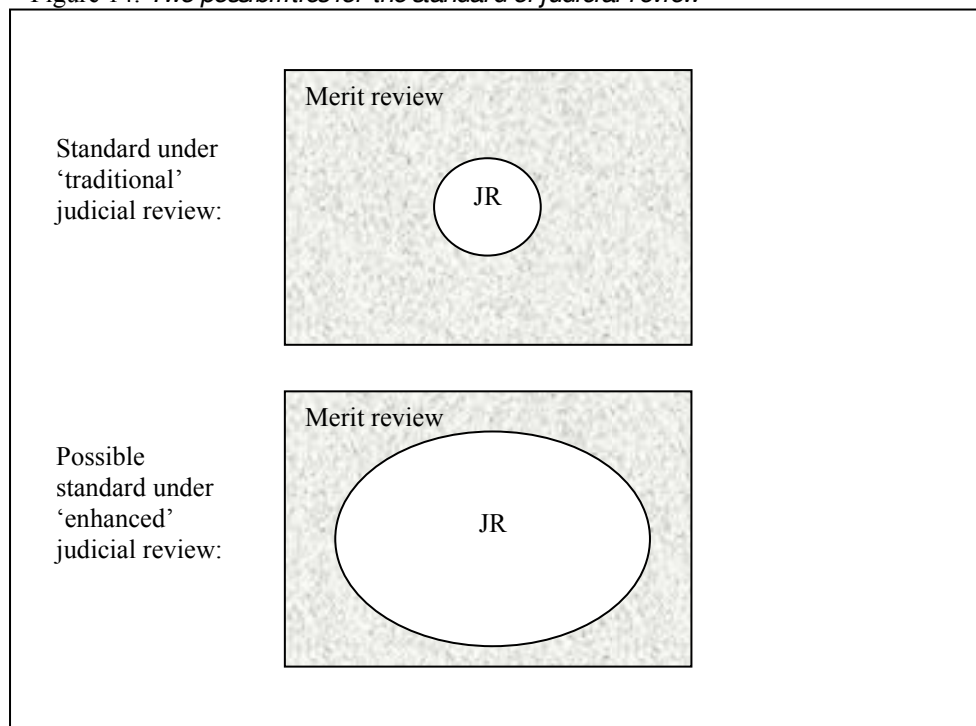 Figure 14: Two possibilities for the standard of judicial review
Merit review
Standard under
‘traditional’
judicial review:
JR
Merit review
Possible
standard under
‘enhanced’
judicial review:
JR